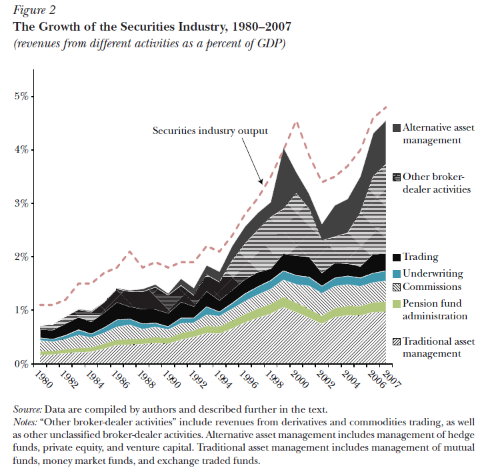 Figure 2
The Growth of the Securities Industry, 1980–2007
(revenues from different activities as a percent of GDP)
5%
4%
3%
2%
1%
0%
Securities industry output
Alternative asset
management
Other broker-
dealer activities
Trading
Underwriting
Commissions
Pension fund
administration
Traditional asset
management
1980
1982
1984
1986
1988
1990
1992
1994
1996
1998
2000
2002
2004
2006
2007
Source: Data are compiled by authors and described further in the text.
Notes: “Other broker-dealer activities” include revenues from derivatives and commodities trading, as well
as other unclassified broker-dealer activities. Alternative asset management includes management of hedge
funds, private equity, and venture capital. Traditional asset management includes management of mutual
funds, money market funds, and exchange traded funds.